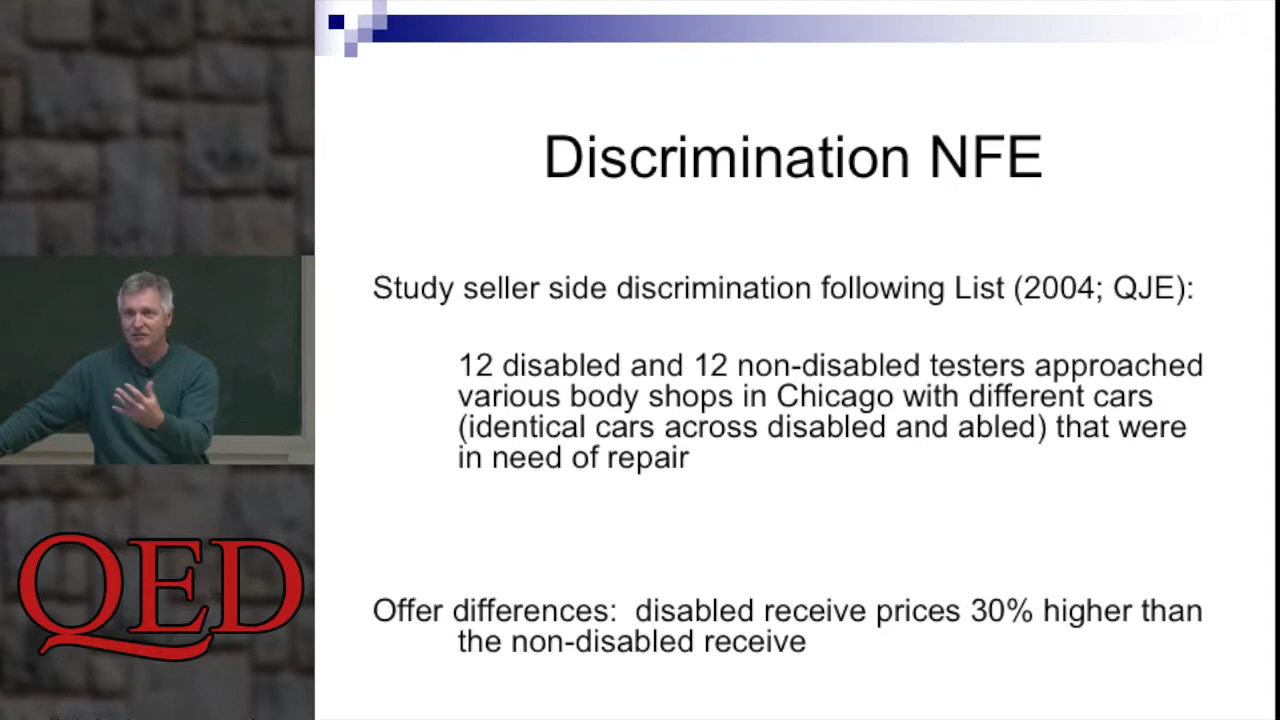 Discrimination NFE
Study seller side discrimination following List (2004; QJE):
12 disabled and 12 non-disabled testers approached
various body shops in Chicago with different cars
(identical cars across disabled and abled) that were
in need of repair
QED
Offer differences: disabled receive prices 30% higher than
the non-disabled receive